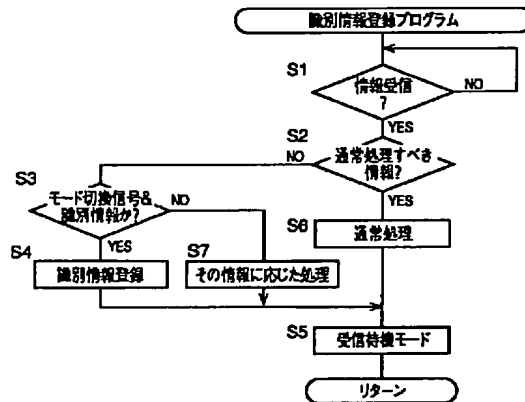 識別情報登録プログラム
S1
情報受信
?
NO
YES
S2
通常処理すべき
情報?
NO
YES
S3
モード切換信号&
識別情報か?
NO
YES
S6
通常処理
S4
識別情報登録
S7
その情報に応じた処理
S5
受信待機モード
リターン